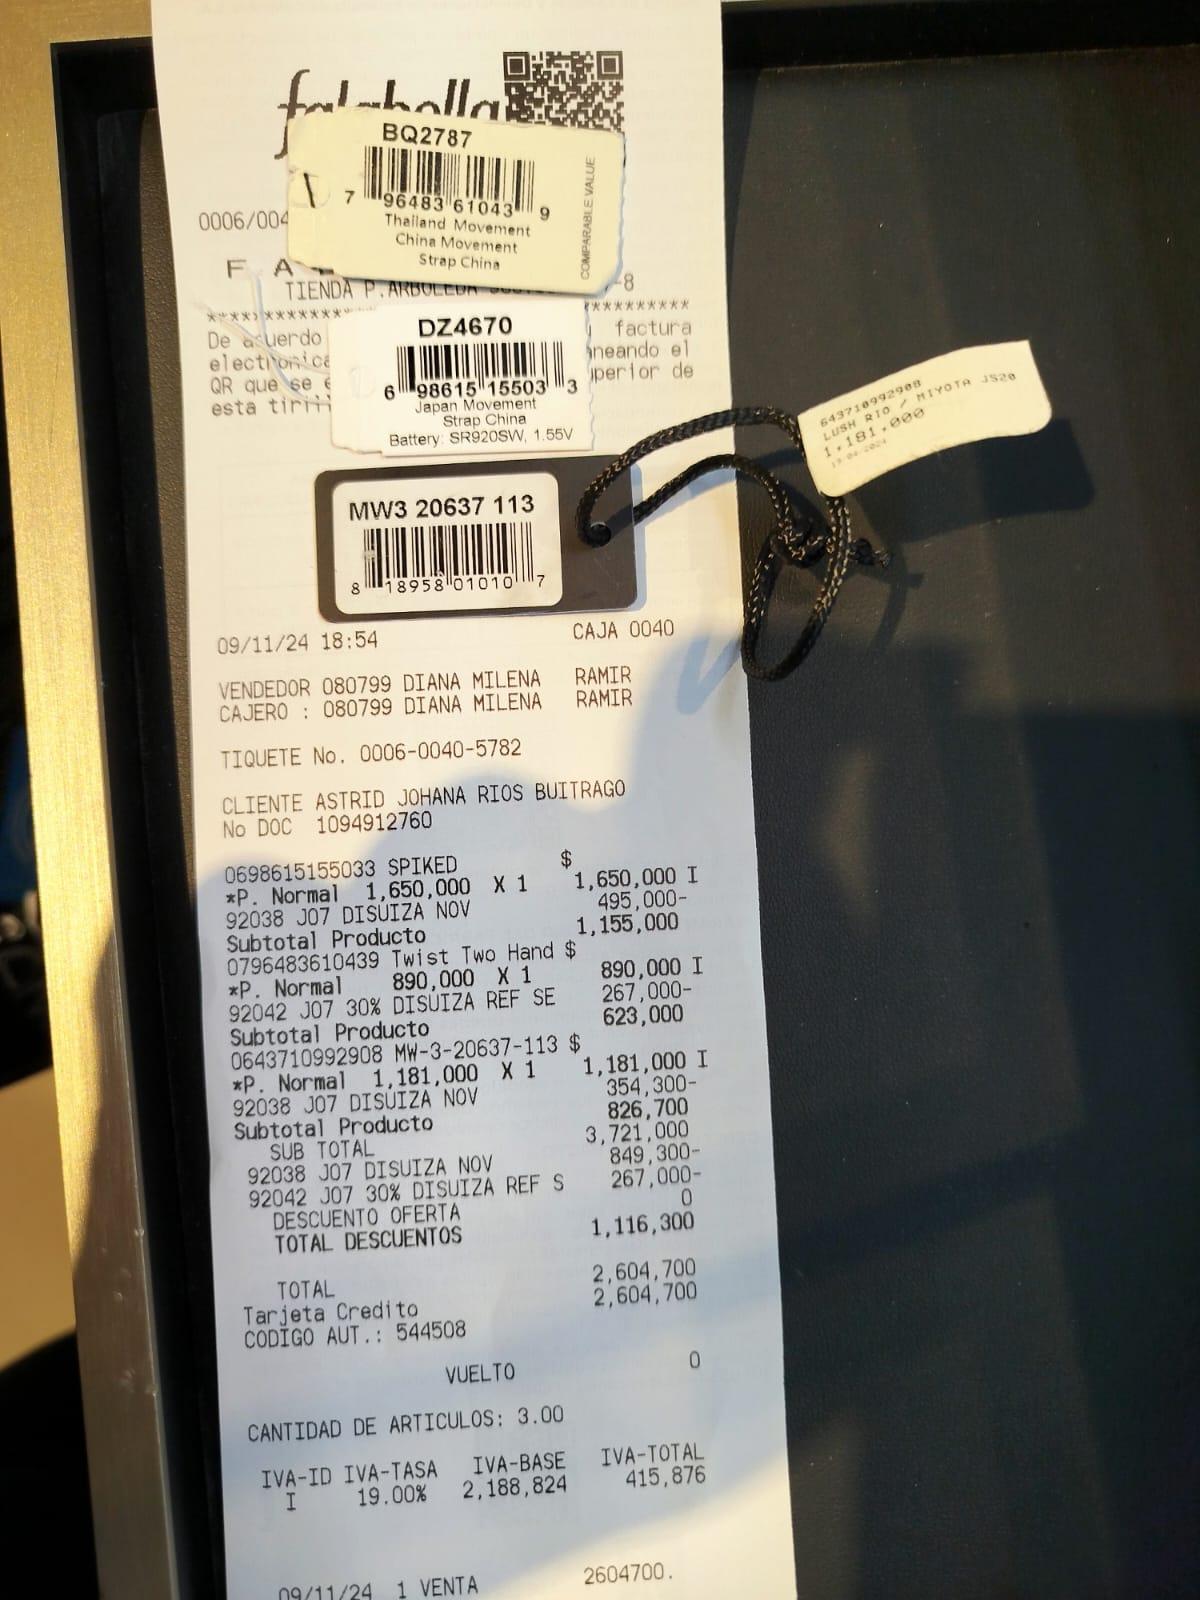 falabella
BQ2787
7 96483 61043 9
Thailand Movement
China Movement
Strap China
COMPARABLE VALUE
0006/004
F A
TIENDA P.ARBOLEDA -8
******************
De acuerdo factura
electronica neando el
QR que se perior de
esta
DZ4670
6 98615 15503 3
Japan Movement
Strap China
Battery: SR920SW, 1.55V
643710992908
LUSH RIO / MIYOTA JS20
1.181.000
MW3 20637 113
8 18958 01010 7
09/11/24 18:54 CAJA 0040
VENDEDOR 080799 DIANA MILENA RAMIR
CAJERO : 080799 DIANA MILENA RAMIR
TIQUETE No. 0006-0040-5782
CLIENTE ASTRID JOHANA RIOS BUITRAGO
No DOC 1094912760
0698615155033 SPIKED $
*P. Normal 1,650,000 X 1 1,650,000 I
92038 J07 DISUIZA NOV 495,000-
Subtotal Producto 1,155,000
0796483610439 Twist Two Hand $
*P. Normal 890,000 X 1 890,000 I
92042 J07 30% DISUIZA REF SE 267,000-
Subtotal Producto 623,000
0643710992908 MW-3-20637-113 $
*P. Normal 1,181,000 X 1 1,181,000 I
92038 J07 DISUIZA NOV 354,300-
Subtotal Producto 826,700
SUB TOTAL 3,721,000
92038 J07 DISUIZA NOV 849,300-
92042 J07 30% DISUIZA REF S 267,000-
DESCUENTO OFERTA 0
TOTAL DESCUENTOS 1,116,300
TOTAL 2,604,700
Tarjeta Credito 2,604,700
CODIGO AUT.: 544508
VUELTO 0
CANTIDAD DE ARTICULOS: 3.00
IVA-ID IVA-TASA IVA-BASE IVA-TOTAL
I 19.00% 2,188,824 415,876
09/11/24 1 VENTA 2604700.